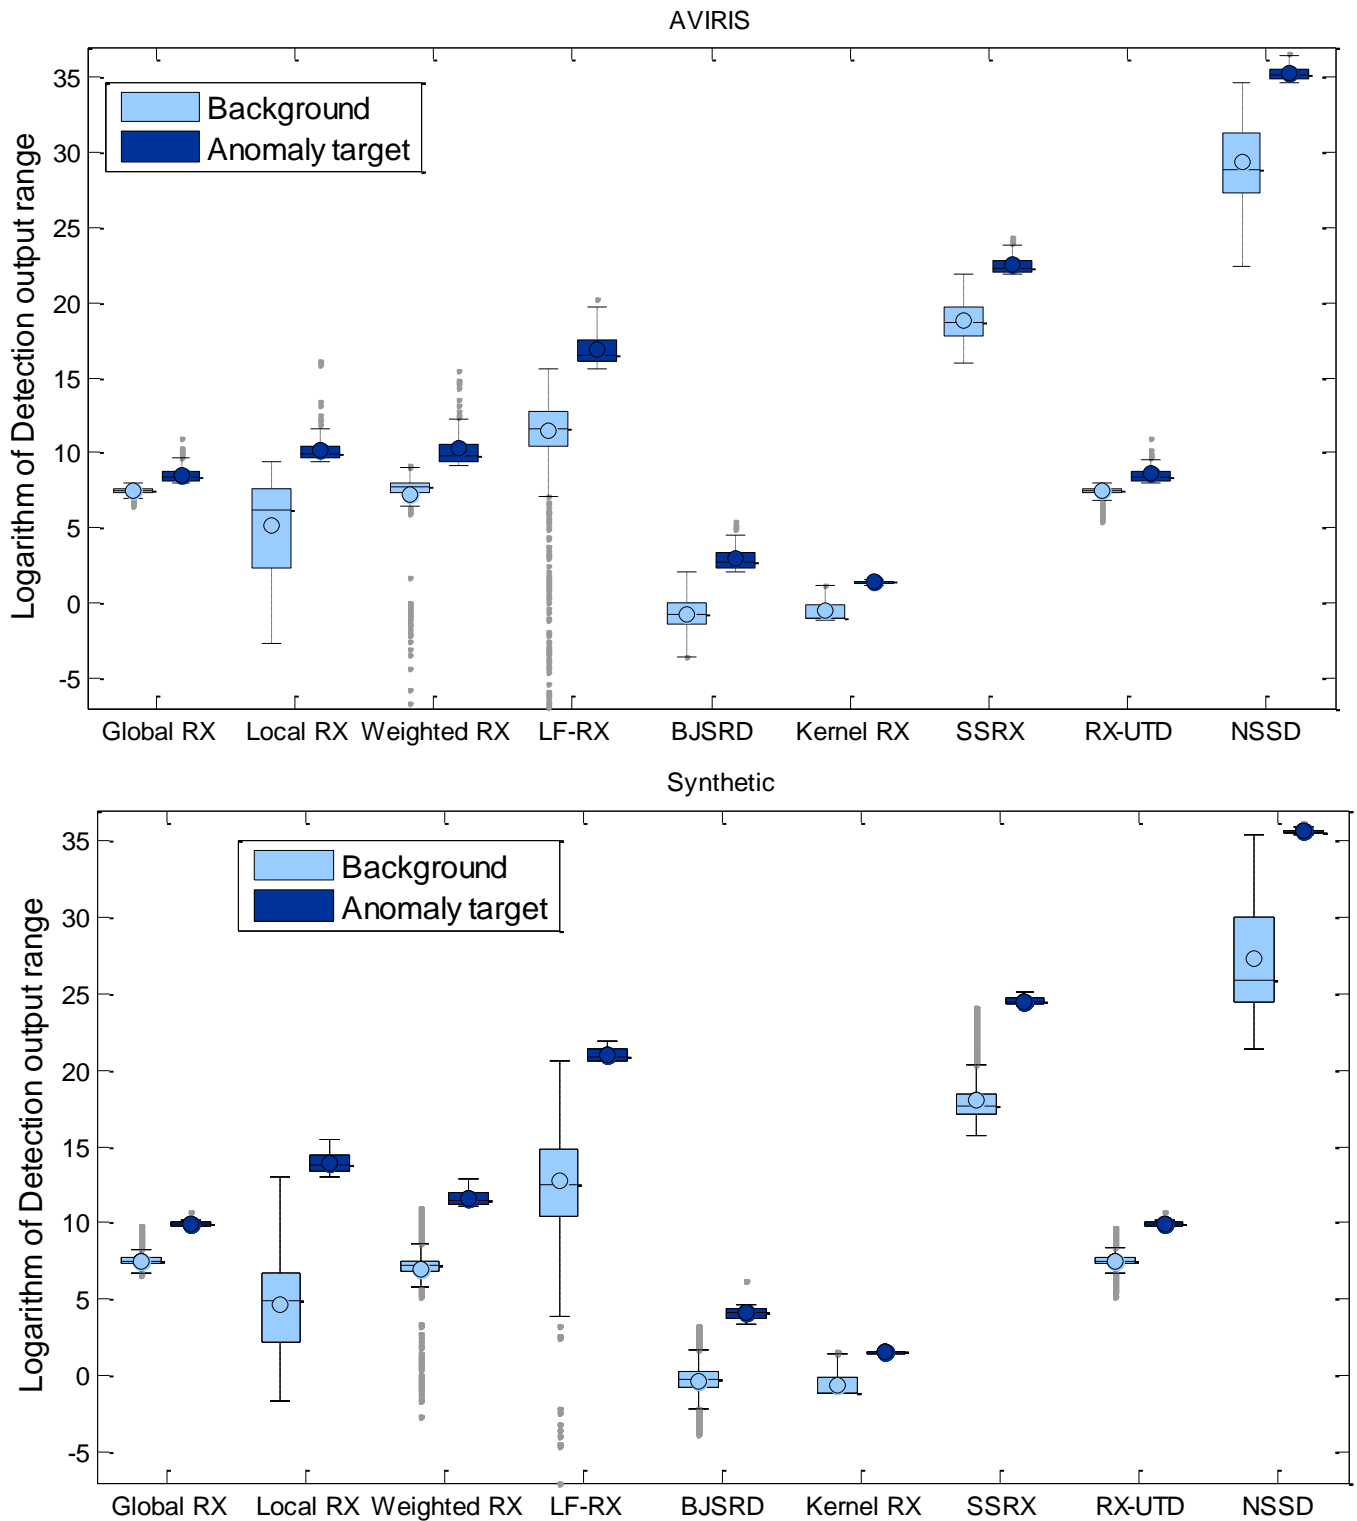 AVIRIS
35
30
25
20
15
10
5
0
-5
Logarithm of Detection output range
Background
Anomaly target
Global RX Local RX Weighted RX LF-RX BJSRD Kernel RX SSRX RX-UTD NSSD
Synthetic
35
30
25
20
15
10
5
0
-5
Logarithm of Detection output range
Background
Anomaly target
Global RX Local RX Weighted RX LF-RX BJSRD Kernel RX SSRX RX-UTD NSSD